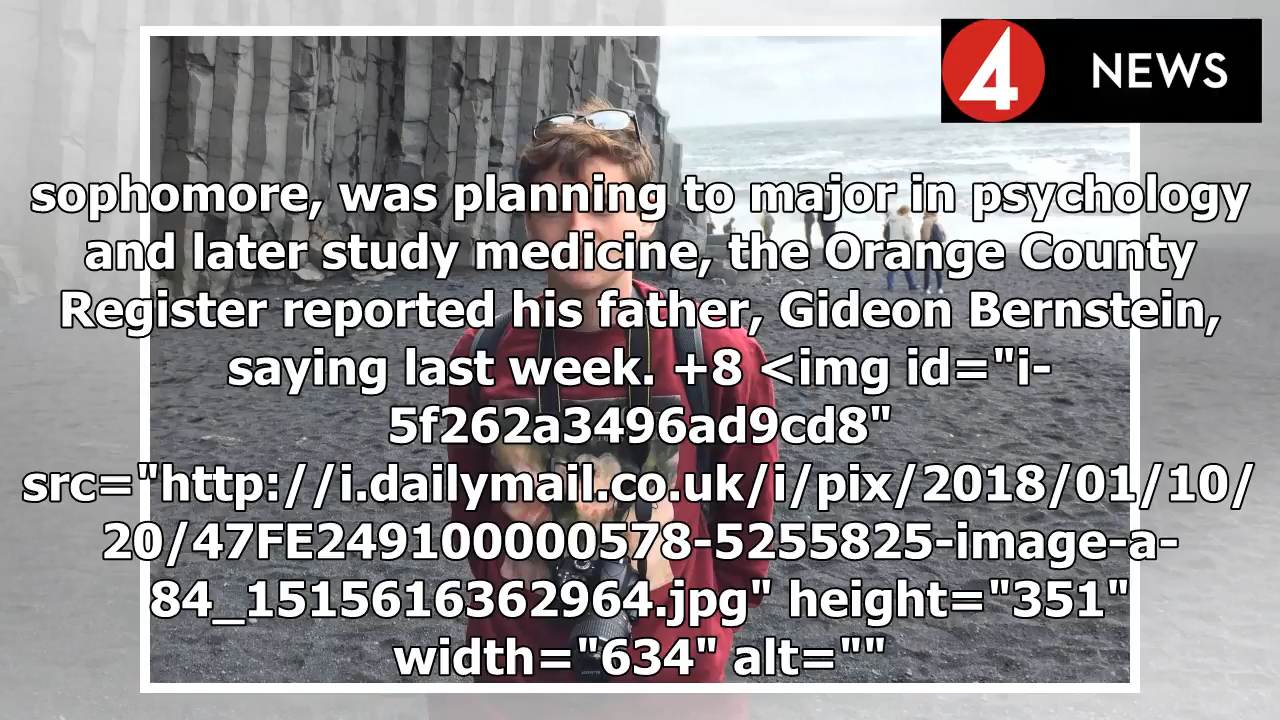 4 NEWS
sophomore, was planning to major in psychology
and later study medicine, the Orange County
Register reported his father, Gideon Bernstein,
saying last week. +8 <img id="i-
5f262a3496ad9cd8"
src="http://i.dailymail.co.uk/i/pix/2018/01/10/
20/47FE249100000578-5255825-image-a-
84_1515616362964.jpg" height="351"
width="634" alt=""